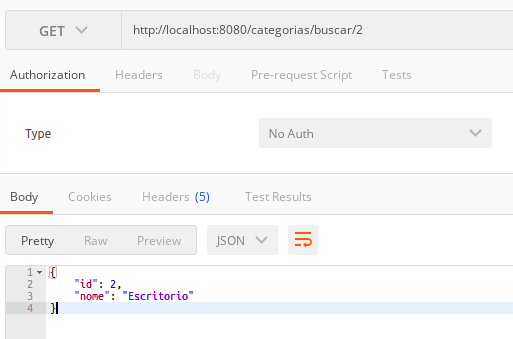 GET http://localhost:8080/categorias/buscar/2
Authorization Headers Body Pre-request Script Tests
Type No Auth
Body Cookies Headers (5) Test Results
Pretty Raw Preview JSON
1 {
2 "id": 2,
3 "nome": "Escritorio"
4 }